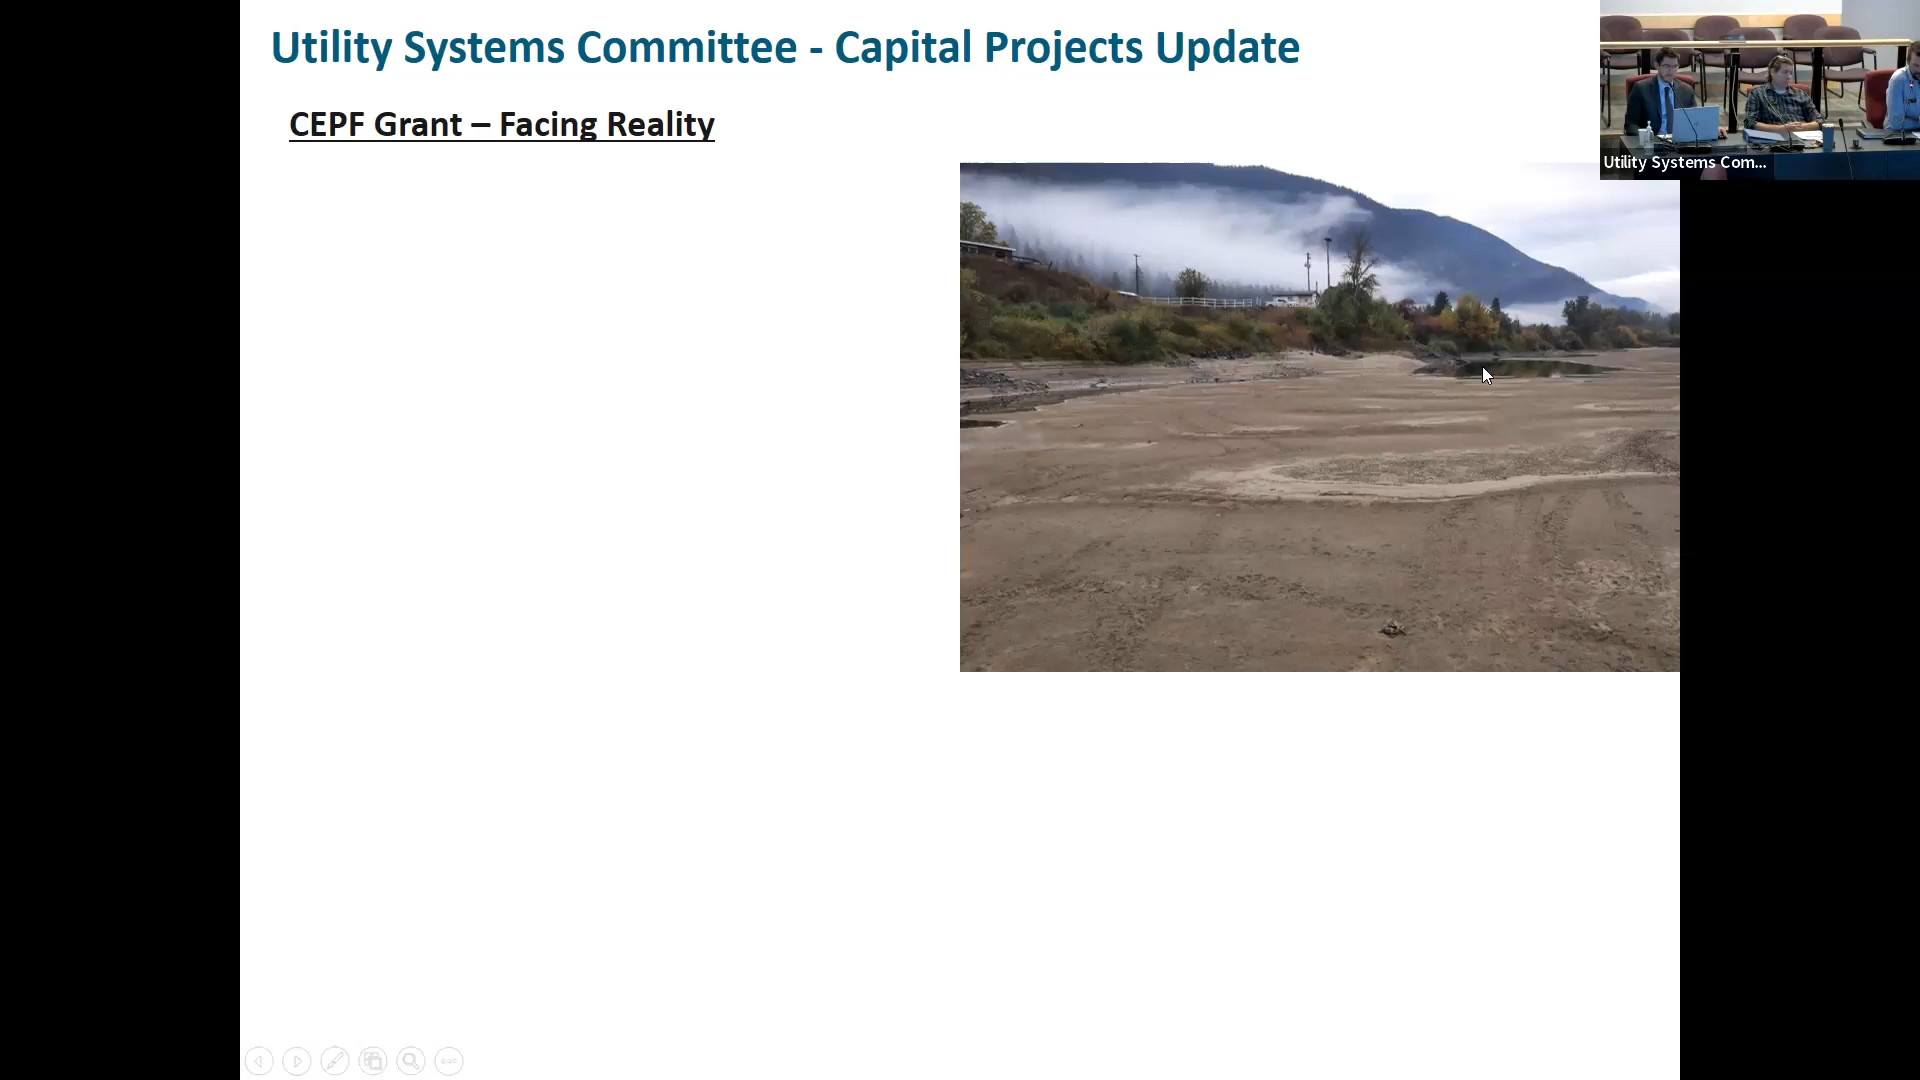 Utility Systems Committee - Capital Projects Update
CEPF Grant – Facing Reality
Utility Systems Com...